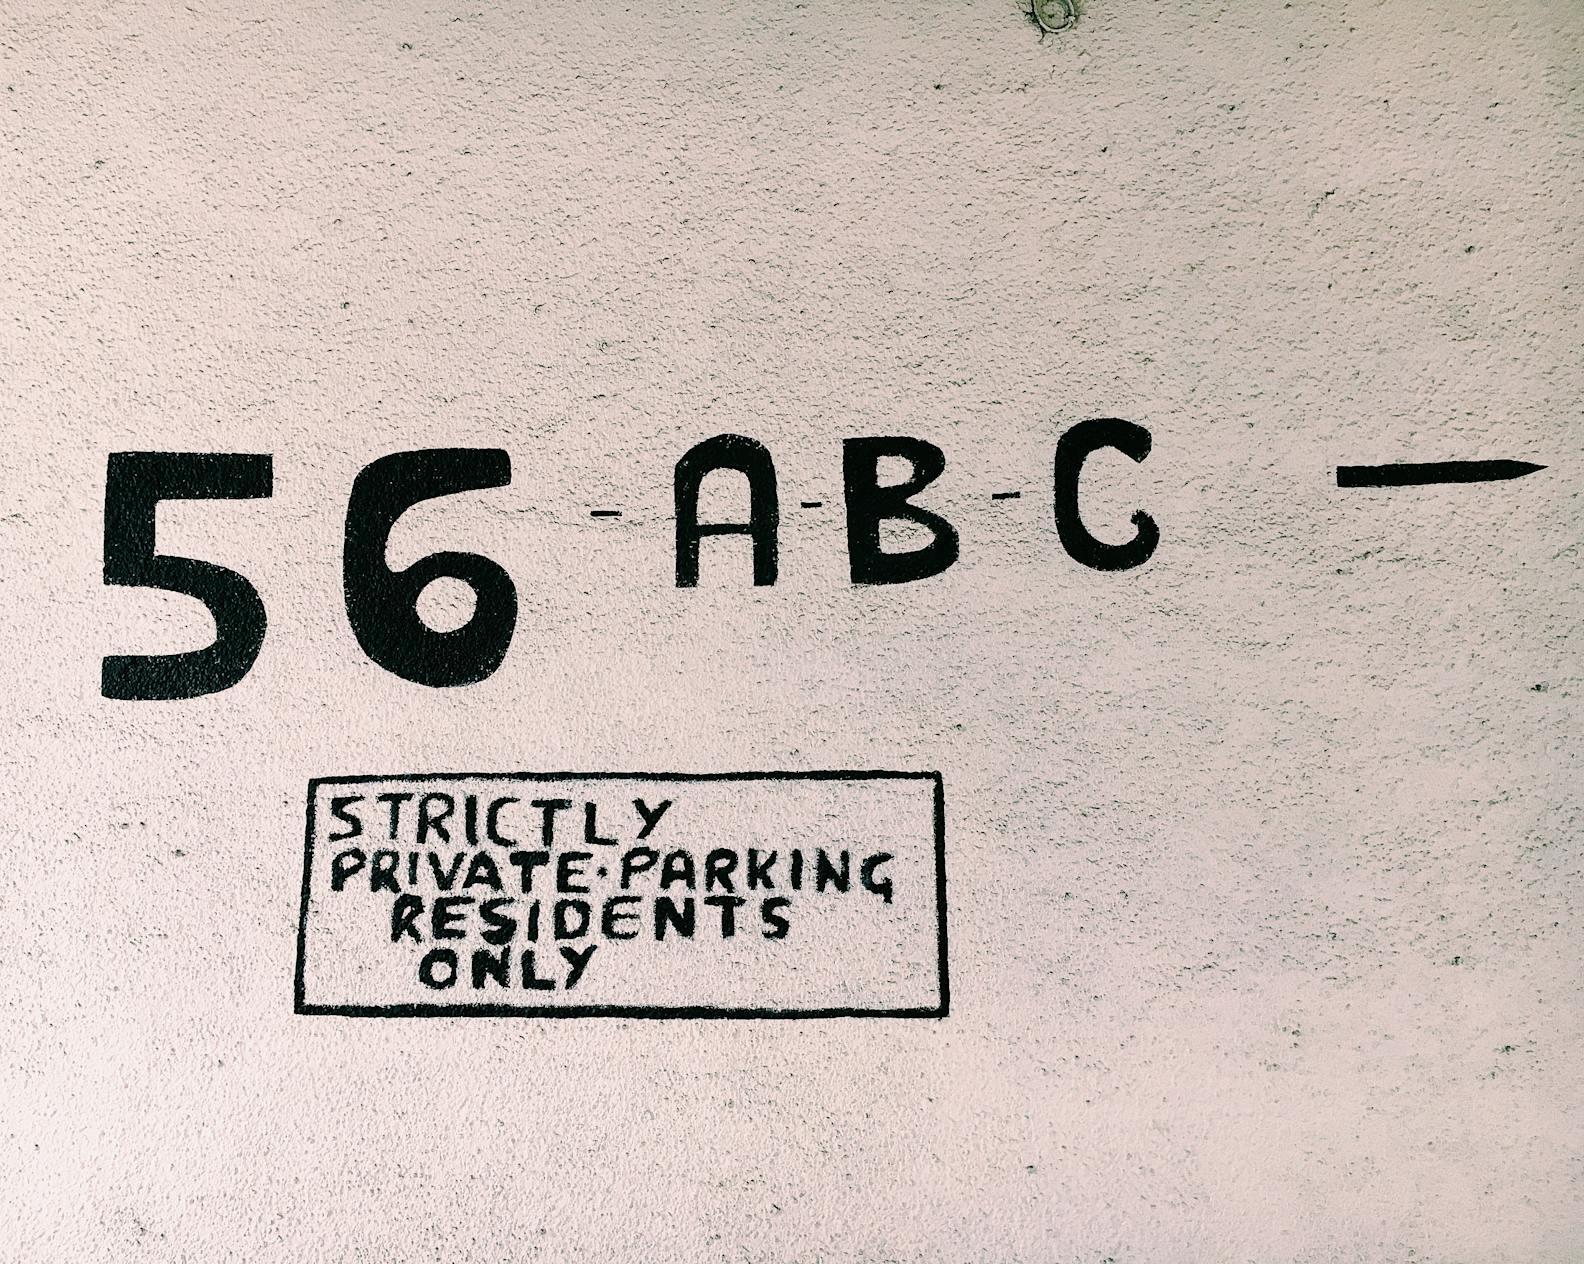 56 - A - B - C
STRICTLY
PRIVATE·PARKING
RESIDENTS
ONLY